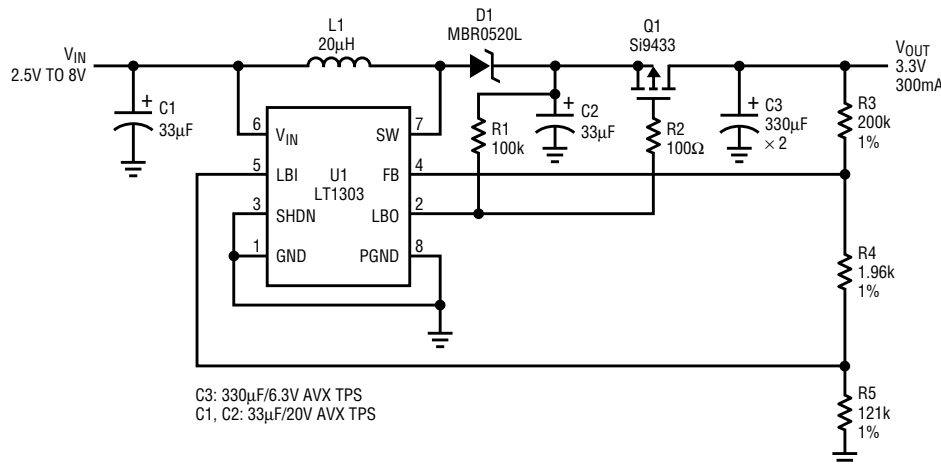 L1
20µH
D1
MBR0520L
Q1
Si9433
VIN
2.5V TO 8V
VOUT
3.3V
300mA
+
C1
33µF
R1
100k
+
C2
33µF
R2
100Ω
+
C3
330µF
× 2
R3
200k
1%
6
VIN
SW
7
5
LBI
U1
LT1303
FB
4
3
SHDN
LBO
2
1
GND
PGND
8
R4
1.96k
1%
C3: 330µF/6.3V AVX TPS
C1, C2: 33µF/20V AVX TPS
R5
121k
1%